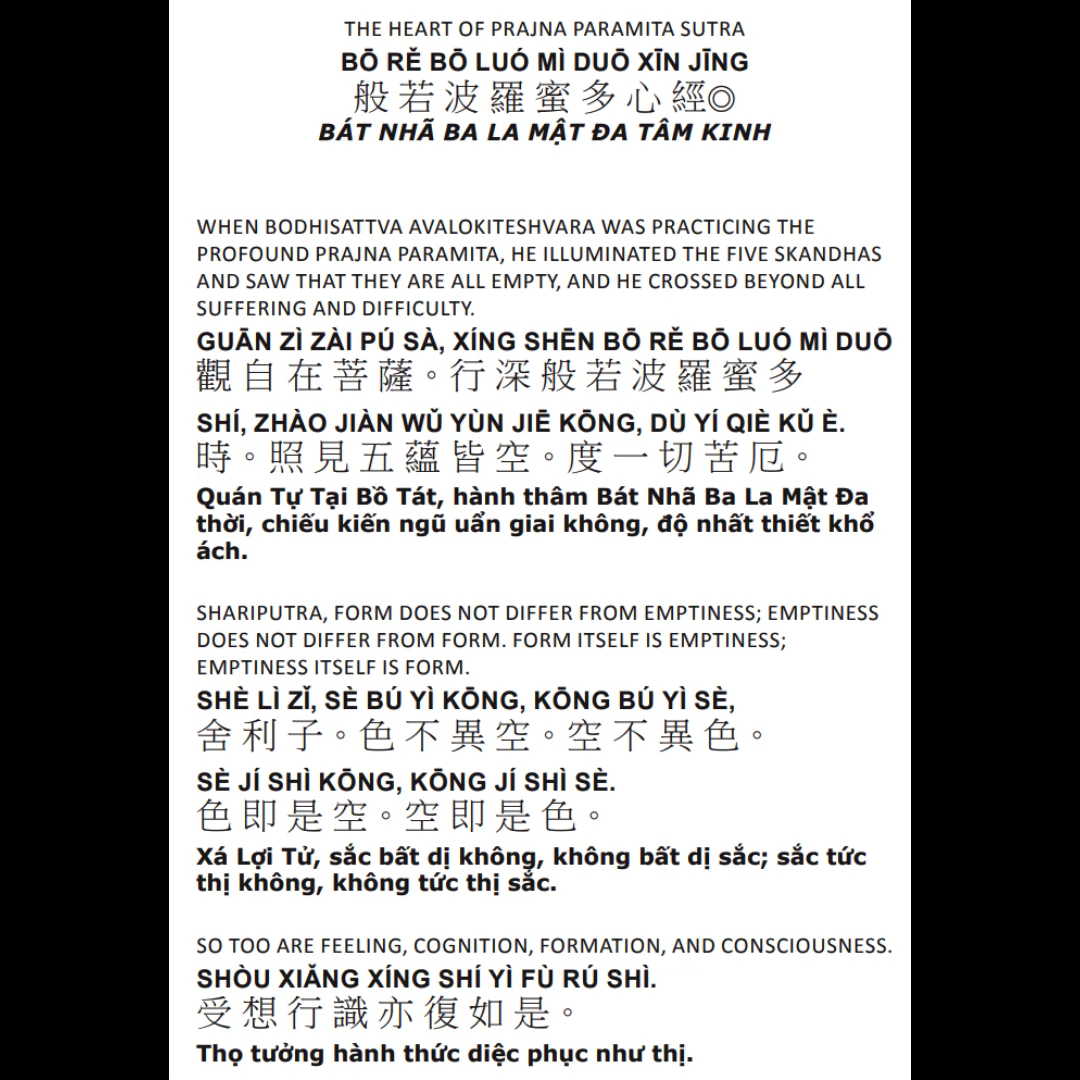 THE HEART OF PRAJNA PARAMITA SUTRA
BŌ RĚ BŌ LUÓ MÌ DUŌ XĪN JĪNG
般若波羅蜜多心經◎
BÁT NHÃ BA LA MẬT ĐA TÂM KINH
WHEN BODHISATTVA AVALOKITESHVARA WAS PRACTICING THE
PROFOUND PRAJNA PARAMITA, HE ILLUMINATED THE FIVE SKANDHAS
AND SAW THAT THEY ARE ALL EMPTY, AND HE CROSSED BEYOND ALL
SUFFERING AND DIFFICULTY.
GUĀN ZÌ ZÀI PÚ SÀ, XÍNG SHĒN BŌ RĚ BŌ LUÓ MÌ DUŌ
觀自在菩薩。行深般若波羅蜜多
SHÍ, ZHÀO JIÀN WǓ YÙN JIĒ KŌNG, DÙ YÍ QIÈ KǓ È.
時。照見五蘊皆空。度一切苦厄。
Quán Tự Tại Bồ Tát, hành thâm Bát Nhã Ba La Mật Đa
thời, chiếu kiến ngũ uẩn giai không, độ nhất thiết khổ
ách.
SHARIPUTRA, FORM DOES NOT DIFFER FROM EMPTINESS; EMPTINESS
DOES NOT DIFFER FROM FORM. FORM ITSELF IS EMPTINESS;
EMPTINESS ITSELF IS FORM.
SHÈ LÌ ZǏ, SÈ BÚ YÌ KŌNG, KŌNG BÚ YÌ SÈ,
舍利子。色不異空。空不異色。
SÈ JÍ SHÌ KŌNG, KŌNG JÍ SHÌ SÈ.
色即是空。空即是色。
Xá Lợi Tử, sắc bất dị không, không bất dị sắc; sắc tức
thị không, không tức thị sắc.
SO TOO ARE FEELING, COGNITION, FORMATION, AND CONSCIOUSNESS.
SHÒU XIǍNG XÍNG SHÍ YÌ FÙ RÚ SHÌ.
受想行識亦復如是。
Thọ tưởng hành thức diệc phục như thị.